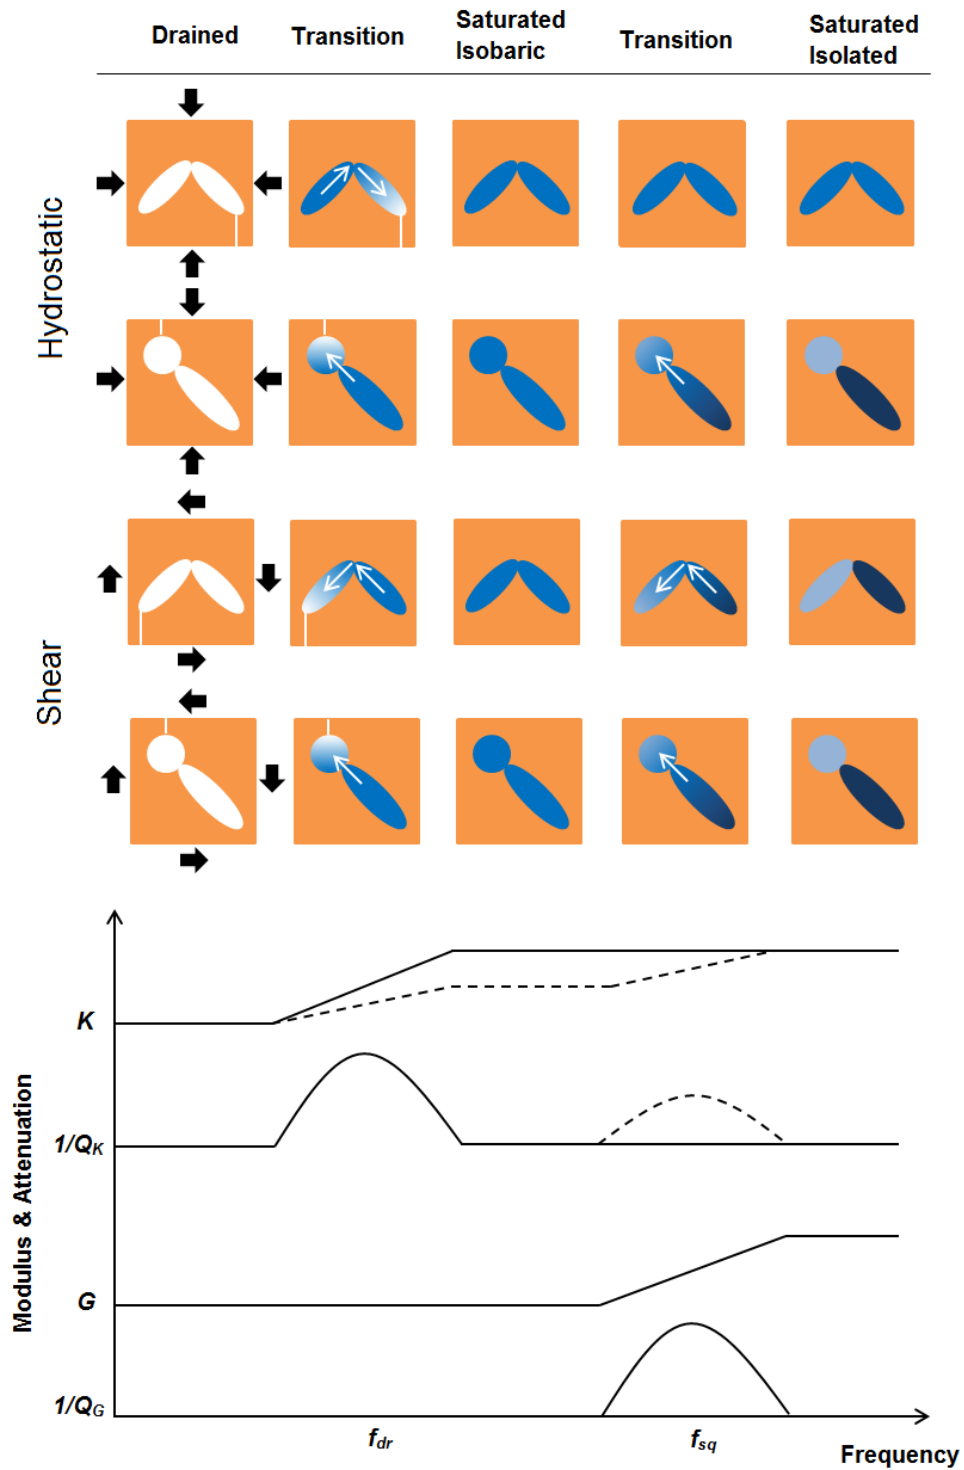 Drained
Transition
Saturated
Isobaric
Transition
Saturated
Isolated
Hydrostatic
Shear
Modulus & Attenuation
K
1/QK
G
1/QG
fdr
fsq
Frequency